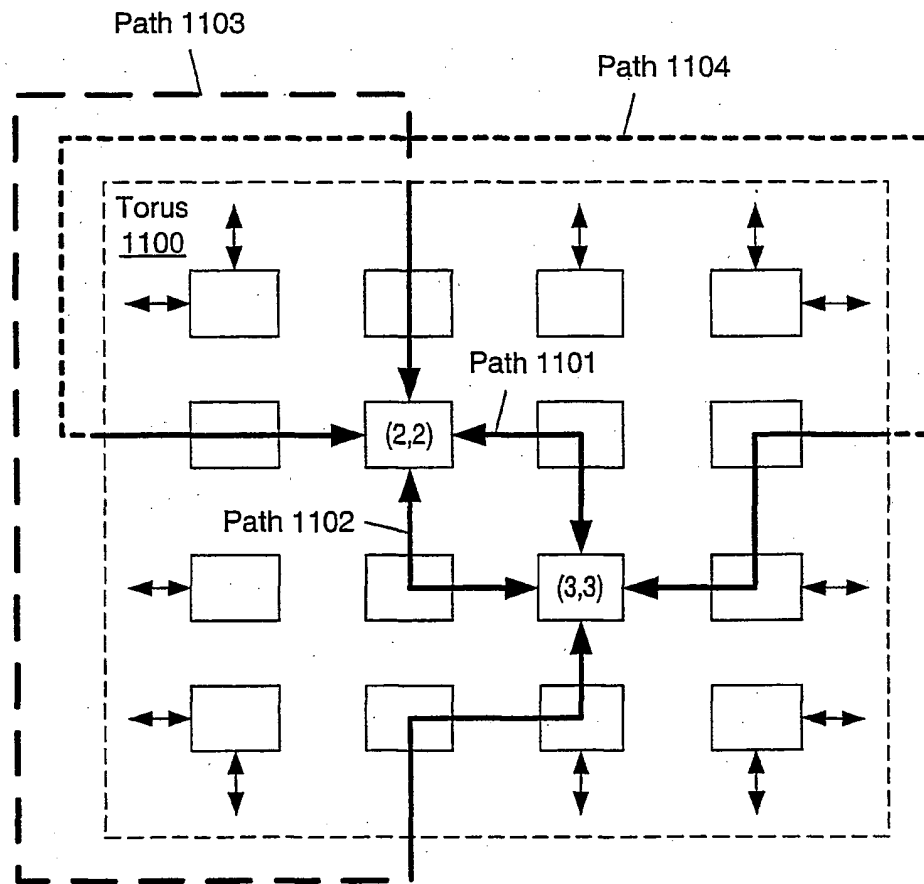 Path 1103
Path 1104
Torus
1100
Path 1101
(2,2)
Path 1102
(3,3)